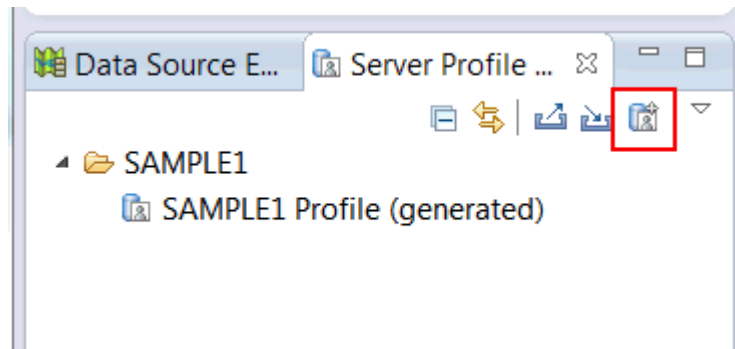 Data Source E... Server Profile ...
SAMPLE1
SAMPLE1 Profile (generated)